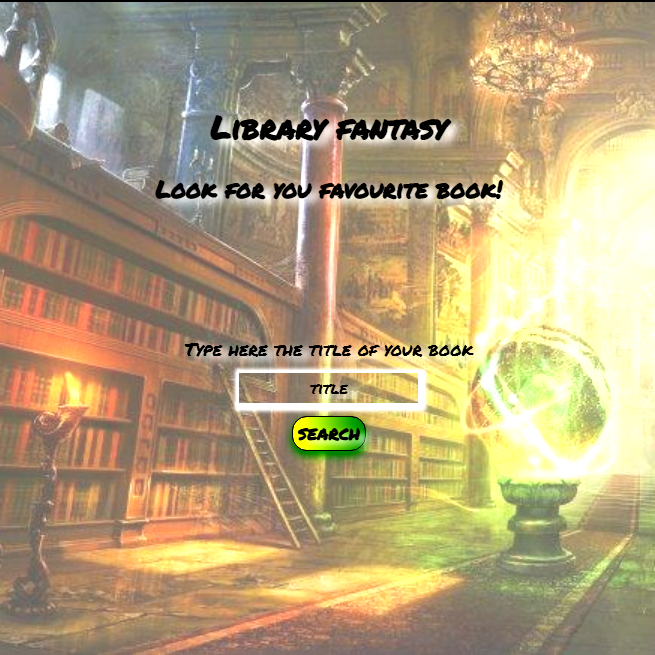 Library fantasy
Look for you favourite book!
Type here the title of your book
title
search